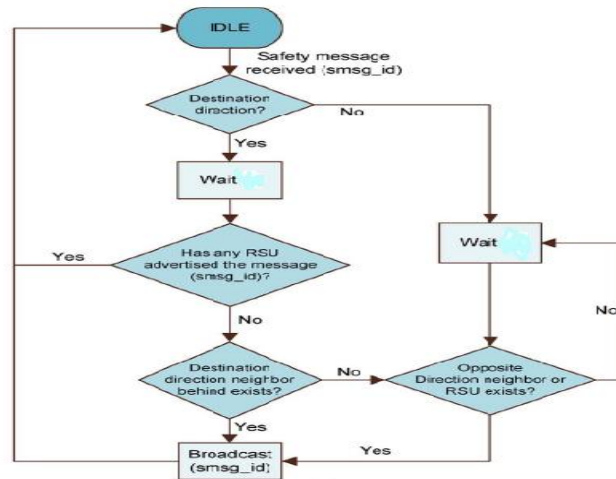 IDLE
Safety message
received (smsg_id)
Destination
direction?
No
Yes
Wait
Wait
Has any RSU
advertised the message
(smsg_id)?
Yes
No
No
Destination
direction neighbor
behind exists?
No
Opposite
Direction neighbor or
RSU exists?
Yes
Yes
Broadcast
(smsg_id)